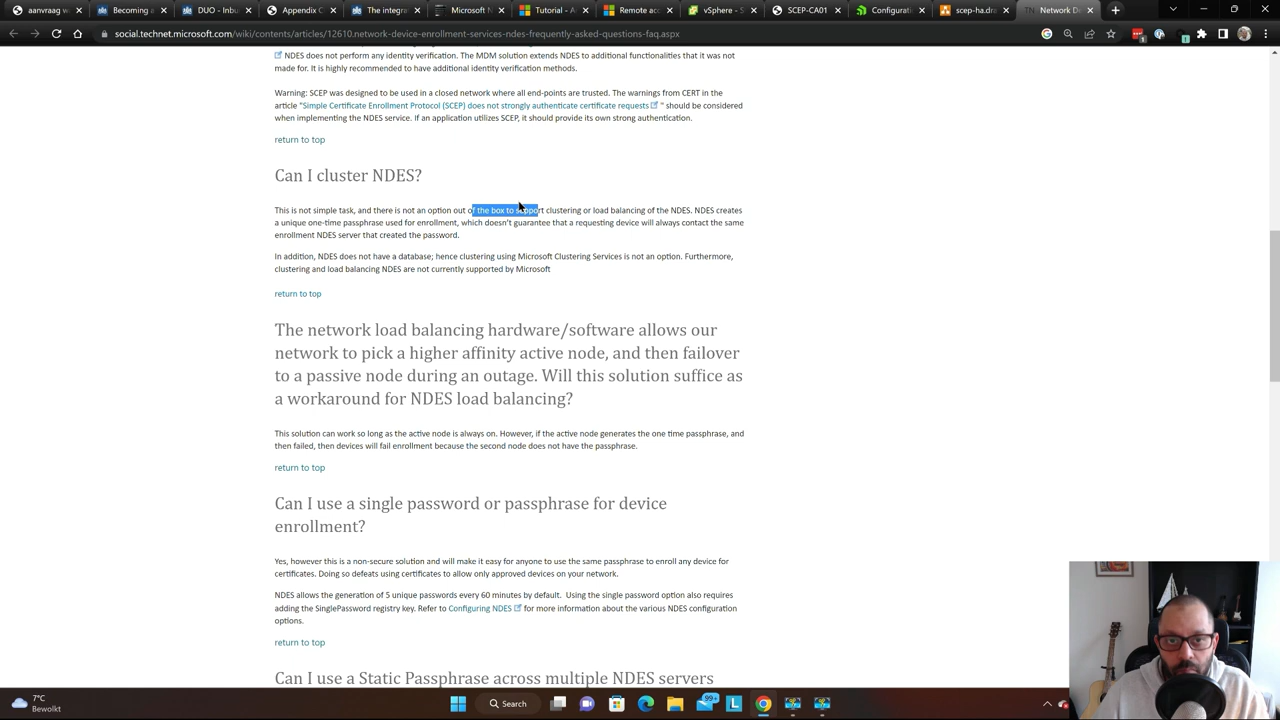 aanvraag w
Becoming a
DUO - Inbu
Appendix C
The integra
Microsoft N
Tutorial - A
Remote acc
vSphere - S
SCEP-CA01
Configurati
scep-ha.dra
Network De
social.technet.microsoft.com/wiki/contents/articles/12610.network-device-enrollment-services-ndes-frequently-asked-questions-faq.aspx
NDES does not perform any identity verification. The MDM solution extends NDES to additional functionalities that it was not
made for. It is highly recommended to have additional identity verification methods.
Warning: SCEP was designed to be used in a closed network where all end-points are trusted. The warnings from CERT in the
article "Simple Certificate Enrollment Protocol (SCEP) does not strongly authenticate certificate requests " should be considered
when implementing the NDES service. If an application utilizes SCEP, it should provide its own strong authentication.
return to top
Can I cluster NDES?
This is not simple task, and there is not an option out of the box to support clustering or load balancing of the NDES. NDES creates
a unique one-time passphrase used for enrollment, which doesn't guarantee that a requesting device will always contact the same
enrollment NDES server that created the password.
In addition, NDES does not have a database; hence clustering using Microsoft Clustering Services is not an option. Furthermore,
clustering and load balancing NDES are not currently supported by Microsoft
return to top
The network load balancing hardware/software allows our
network to pick a higher affinity active node, and then failover
to a passive node during an outage. Will this solution suffice as
a workaround for NDES load balancing?
This solution can work so long as the active node is always on. However, if the active node generates the one time passphrase, and
then failed, then devices will fail enrollment because the second node does not have the passphrase.
return to top
Can I use a single password or passphrase for device
enrollment?
Yes, however this is a non-secure solution and will make it easy for anyone to use the same passphrase to enroll any device for
certificates. Doing so defeats using certificates to allow only approved devices on your network.
NDES allows the generation of 5 unique passwords every 60 minutes by default. Using the single password option also requires
adding the SinglePassword registry key. Refer to Configuring NDES for more information about the various NDES configuration
options.
return to top
Can I use a Static Passphrase across multiple NDES servers
7°C
Bewolkt
Search
99+